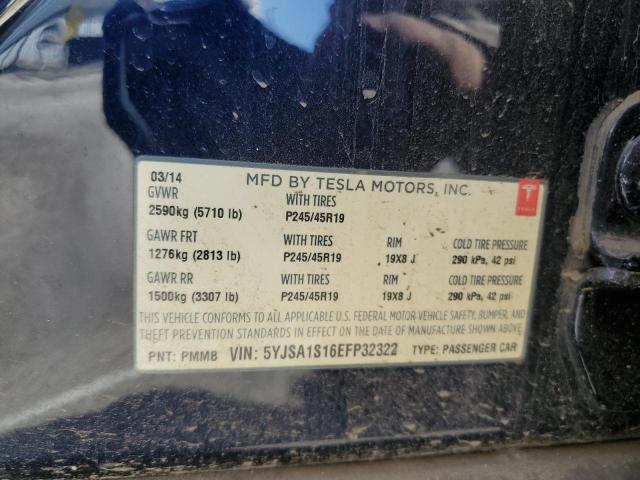 03/14 MFD BY TESLA MOTORS, INC.
GVWR WITH TIRES
2590kg (5710 lb) P245/45R19
TESLA
GAWR FRT WITH TIRES RIM COLD TIRE PRESSURE
1276kg (2813 lb) P245/45R19 19X8 J 290 kPa, 42 psi
GAWR RR WITH TIRES RIM COLD TIRE PRESSURE
1500kg (3307 lb) P245/45R19 19X8 J 290 kPa, 42 psi
THIS VEHICLE CONFORMS TO ALL APPLICABLE U.S. FEDERAL MOTOR VEHICLE SAFETY, BUMPER, AND
THEFT PREVENTION STANDARDS IN EFFECT ON THE DATE OF MANUFACTURE SHOWN ABOVE.
PNT: PMMB VIN: 5YJSA1S16EFP32322 TYPE: PASSENGER CAR